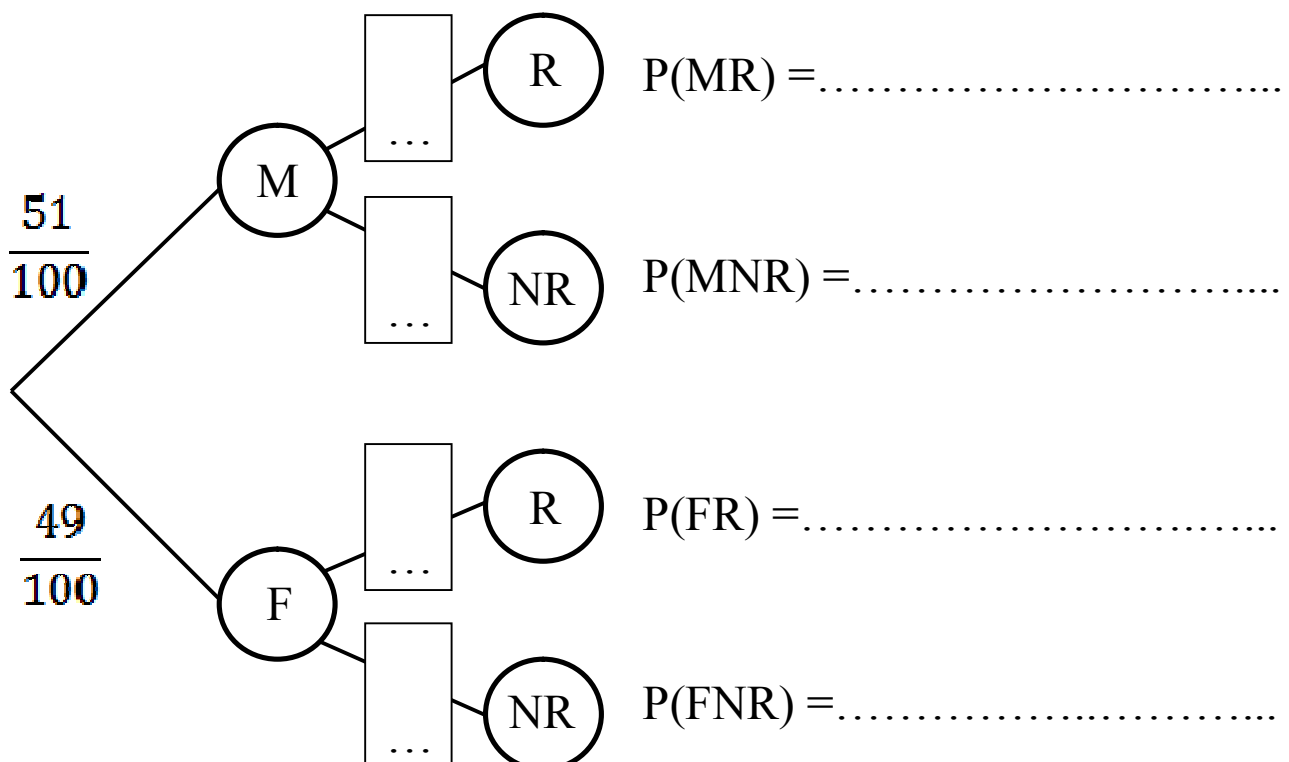 R
P(MR) =………………………...
...
M
51
100
NR
P(MNR) =……………………....
...
R
P(FR) =……………………..…...
49
100
...
F
NR
P(FNR) =……………..………...
...